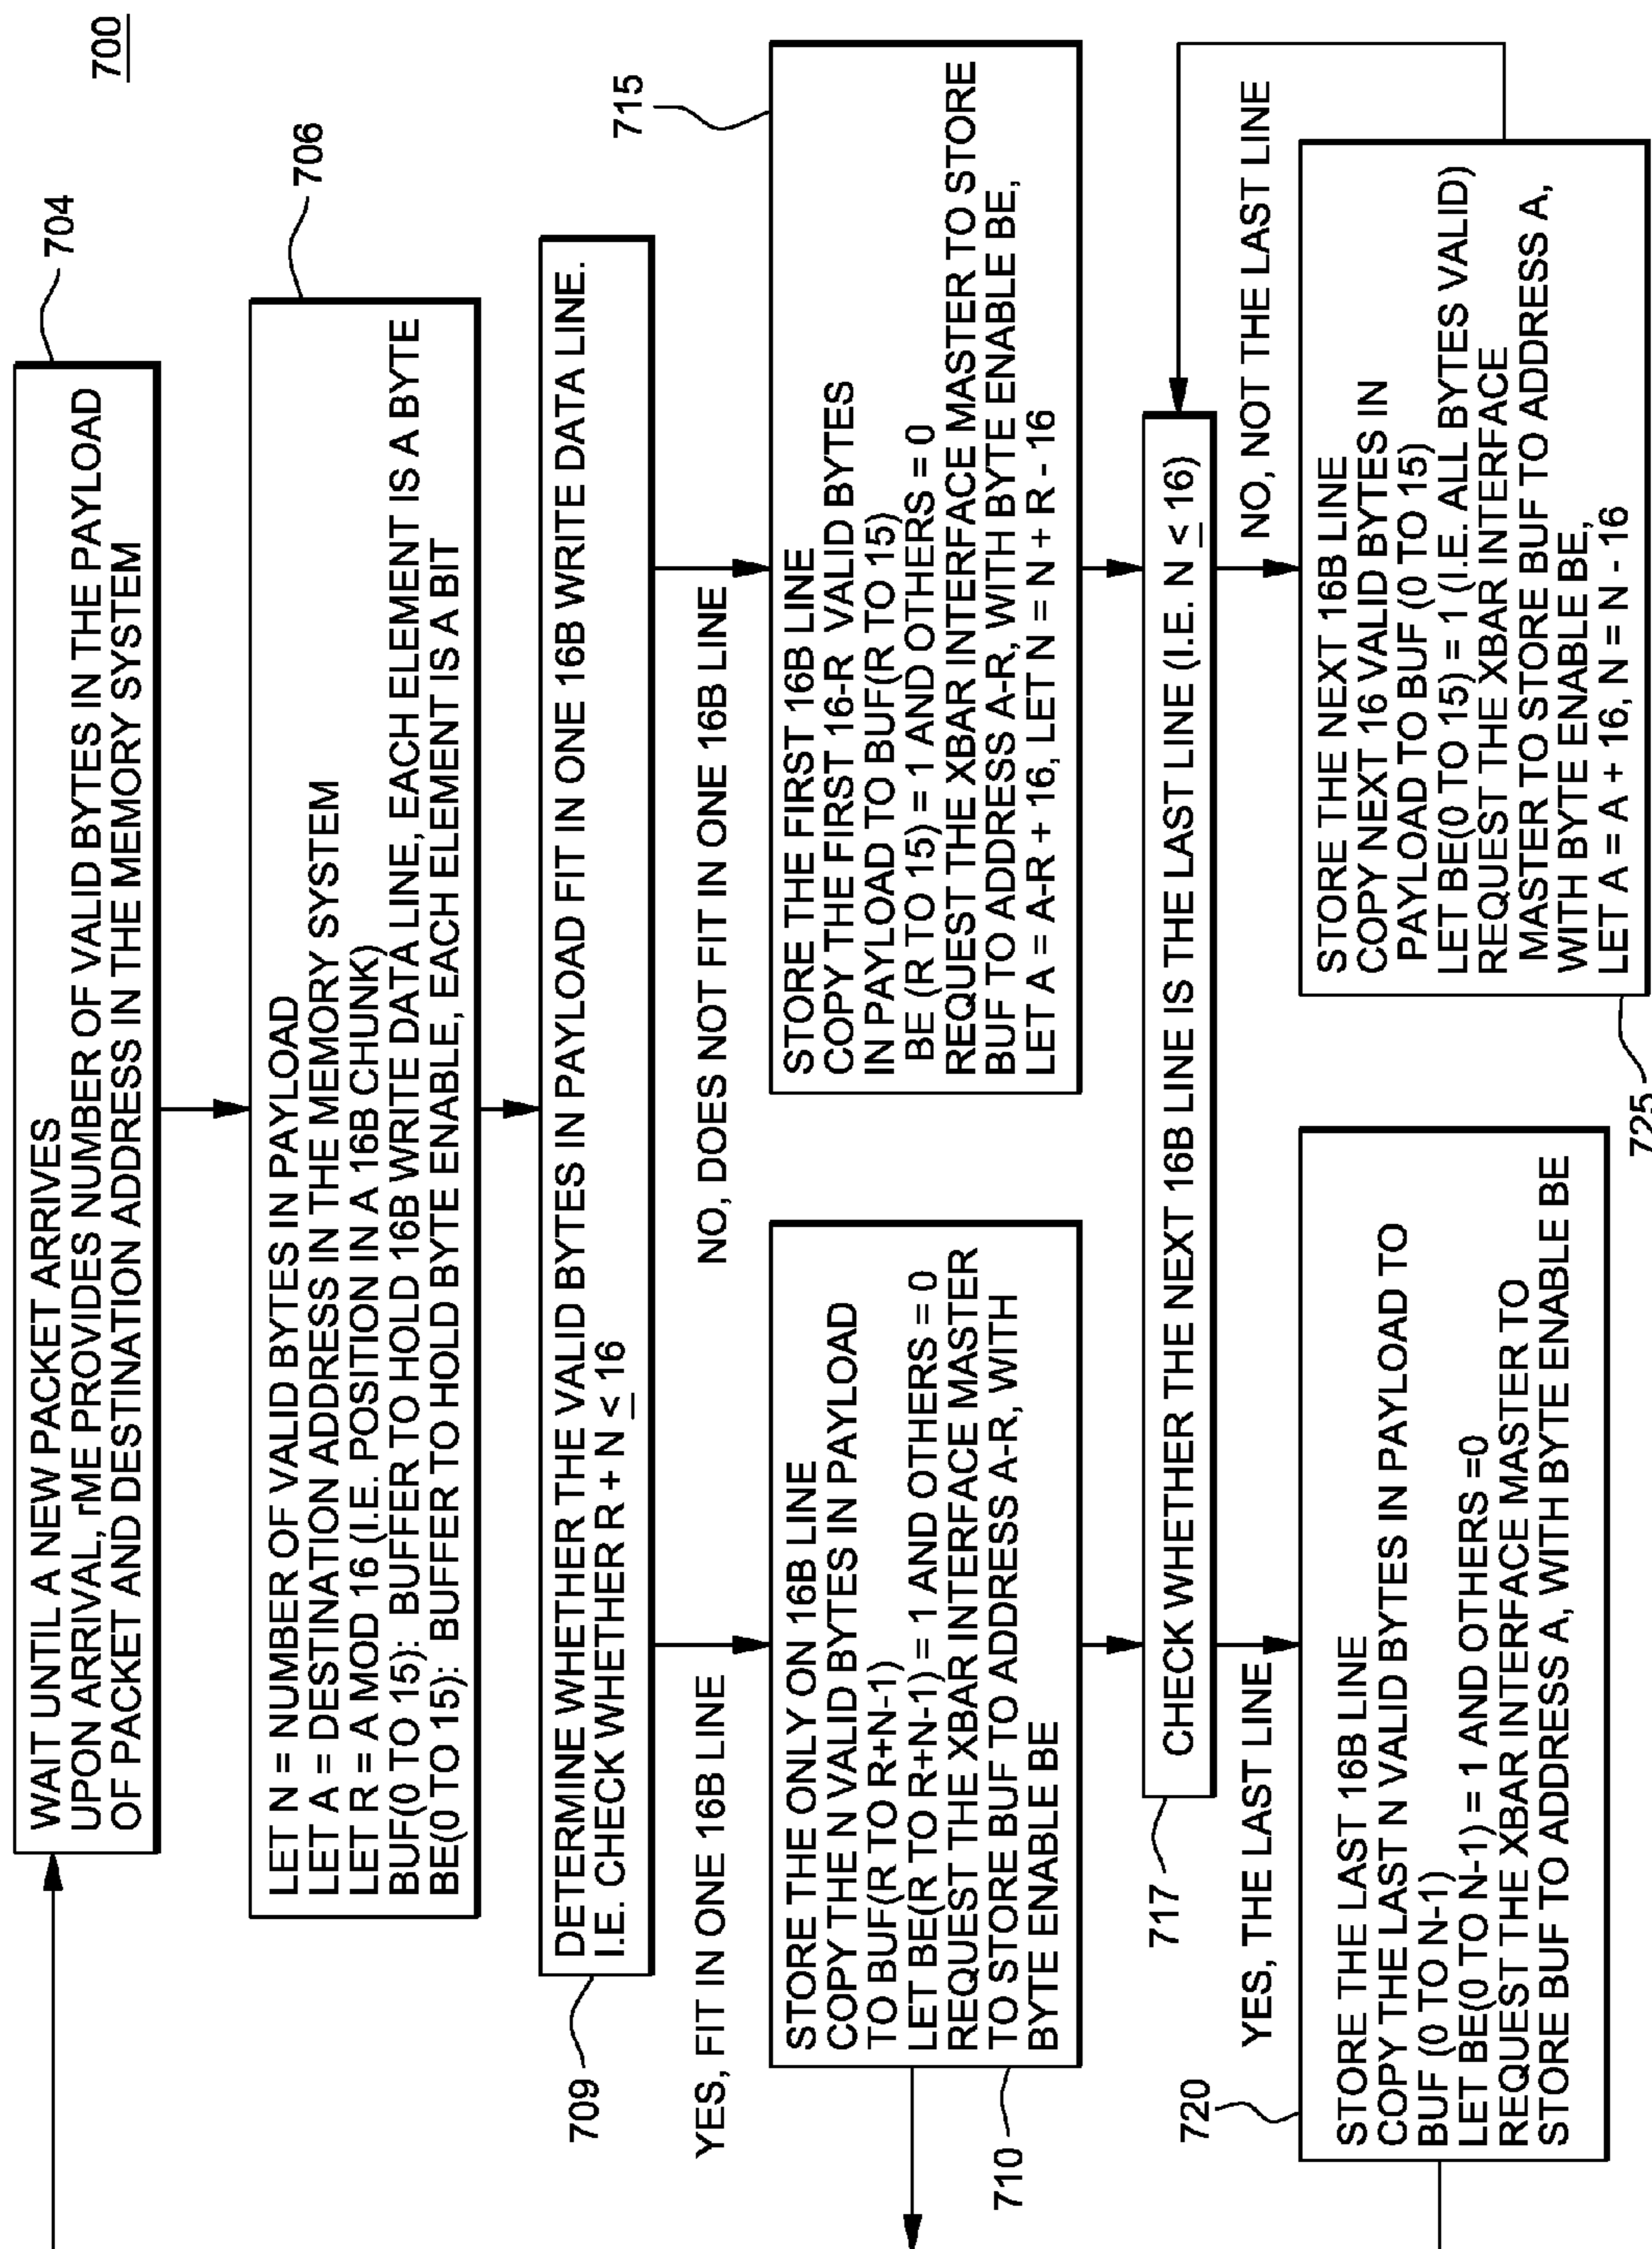 700
WAIT UNTIL A NEW PACKET ARRIVES
UPON ARRIVAL, rME PROVIDES NUMBER OF VALID BYTES IN THE PAYLOAD
OF PACKET AND DESTINATION ADDRESS IN THE MEMORY SYSTEM
704
LET N = NUMBER OF VALID BYTES IN PAYLOAD
LET A = DESTINATION ADDRESS IN THE MEMORY SYSTEM
LET R = A MOD 16 (I.E. POSITION IN A 16B CHUNK)
BUF(0 TO 15): BUFFER TO HOLD 16B WRITE DATA LINE, EACH ELEMENT IS A BYTE
BE(0 TO 15): BUFFER TO HOLD BYTE ENABLE, EACH ELEMENT IS A BIT
706
DETERMINE WHETHER THE VALID BYTES IN PAYLOAD FIT IN ONE 16B WRITE DATA LINE.
I.E. CHECK WHETHER R + N ≤ 16
709
YES, FIT IN ONE 16B LINE
NO, DOES NOT FIT IN ONE 16B LINE
STORE THE ONLY ON 16B LINE
COPY THE N VALID BYTES IN PAYLOAD
TO BUF(R TO R+N-1)
LET BE(R TO R+N-1) = 1 AND OTHERS = 0
REQUEST THE XBAR INTERFACE MASTER
TO STORE BUF TO ADDRESS A-R, WITH
BYTE ENABLE BE
710
STORE THE FIRST 16B LINE
COPY THE FIRST 16-R VALID BYTES
IN PAYLOAD TO BUF(R TO 15)
BE (R TO 15) = 1 AND OTHERS = 0
REQUEST THE XBAR INTERFACE MASTER TO STORE
BUF TO ADDRESS A-R, WITH BYTE ENABLE BE,
LET A = A-R + 16, LET N = N + R - 16
715
CHECK WHETHER THE NEXT 16B LINE IS THE LAST LINE (I.E. N ≤ 16)
717
YES, THE LAST LINE
NO, NOT THE LAST LINE
STORE THE LAST 16B LINE
COPY THE LAST N VALID BYTES IN PAYLOAD TO
BUF (0 TO N-1)
LET BE(0 TO N-1) = 1 AND OTHERS =0
REQUEST THE XBAR INTERFACE MASTER TO
STORE BUF TO ADDRESS A, WITH BYTE ENABLE BE
720
STORE THE NEXT 16B LINE
COPY NEXT 16 VALID BYTES IN
PAYLOAD TO BUF (0 TO 15)
LET BE(0 TO 15) = 1 (I.E. ALL BYTES VALID)
REQUEST THE XBAR INTERFACE
MASTER TO STORE BUF TO ADDRESS A,
WITH BYTE ENABLE BE,
LET A = A + 16, N = N - 16
725